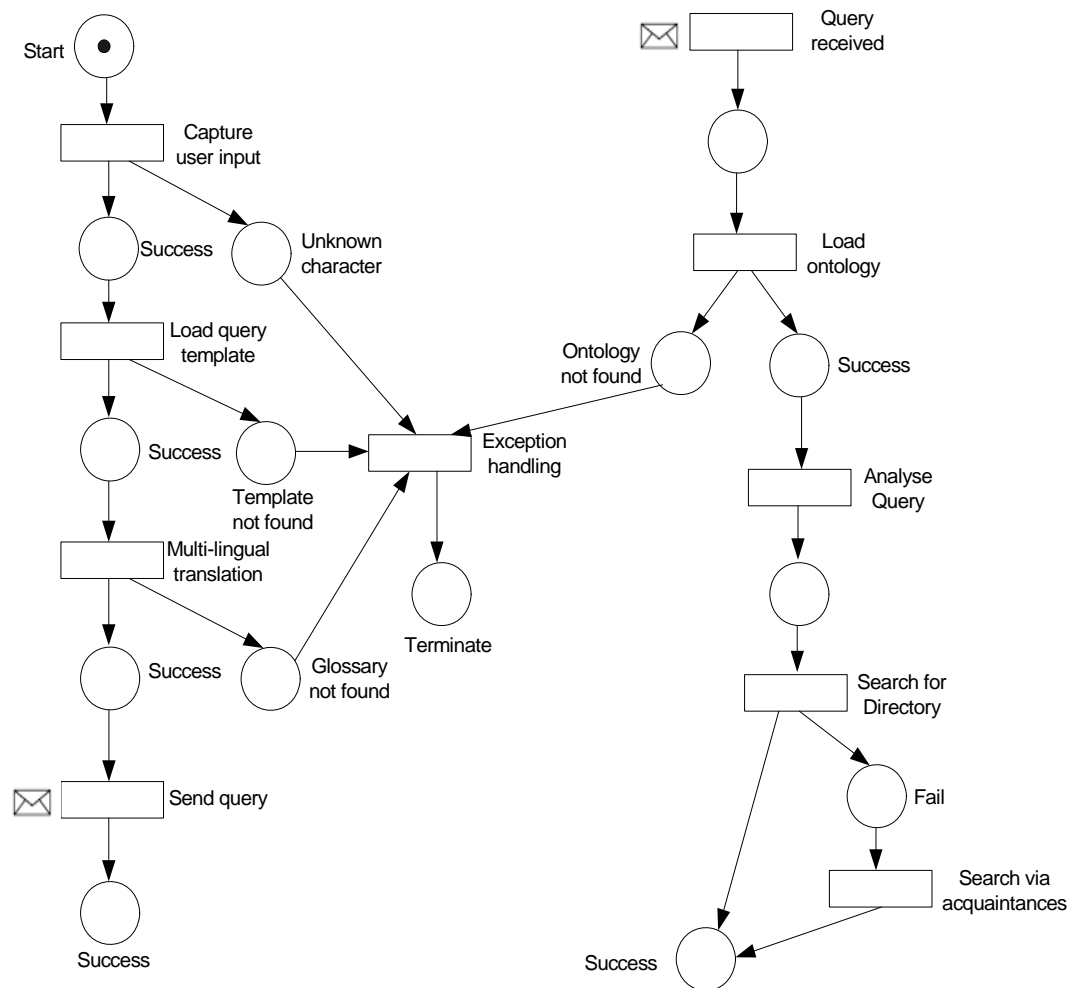 Start
Capture
user input
Success
Unknown
character
Load query
template
Success
Template
not found
Exception
handling
Multi-lingual
translation
Terminate
Success
Glossary
not found
Send query
Success
Query
received
Load
ontology
Ontology
not found
Success
Analyse
Query
Search for
Directory
Fail
Search via
acquaintances
Success